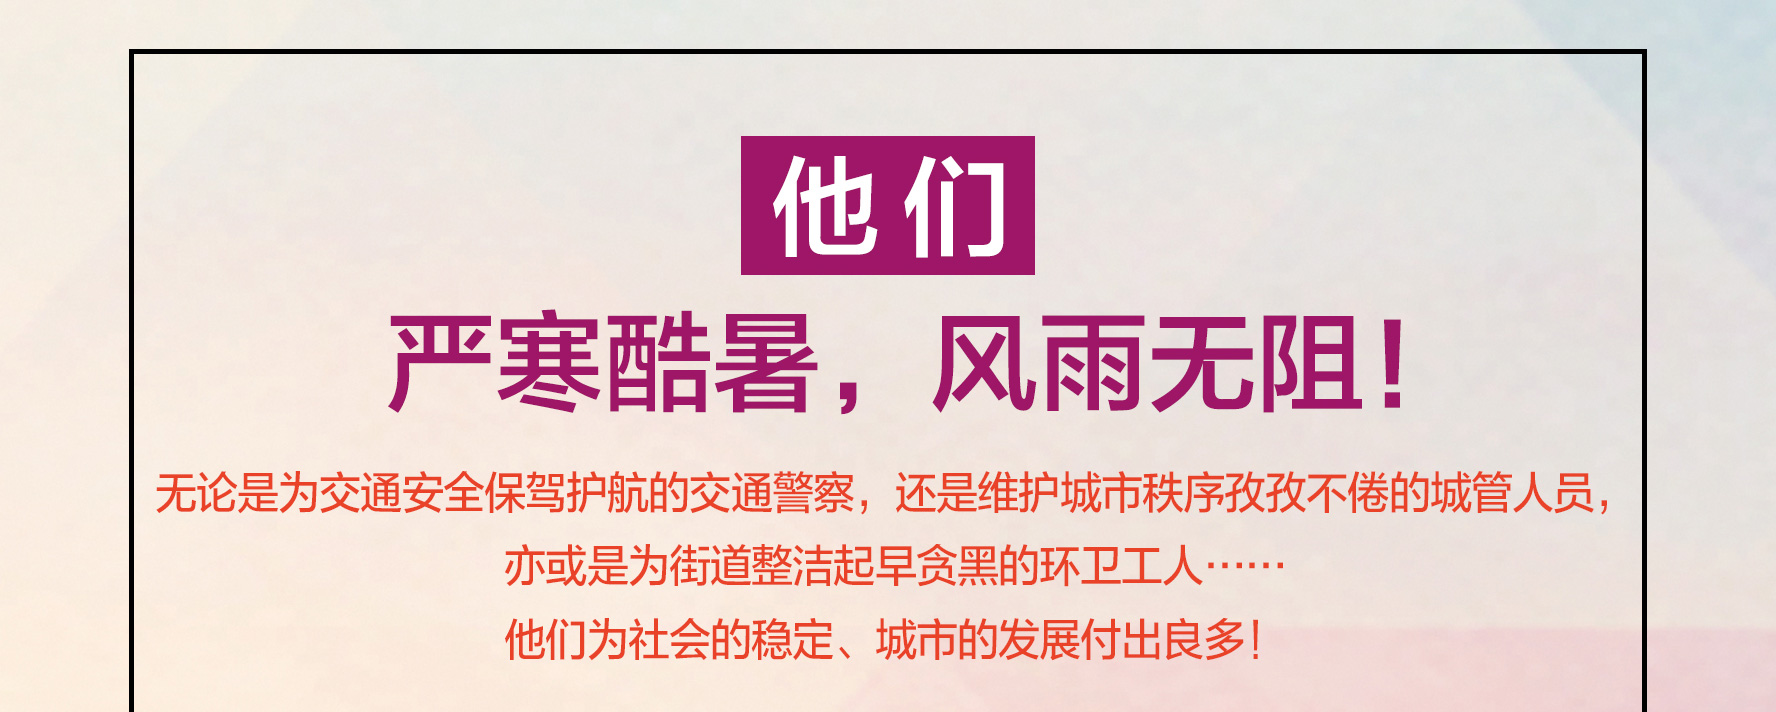 他们
严寒酷暑，风雨无阻！
无论是为交通安全保驾护航的交通警察，还是维护城市秩序孜孜不倦的城管人员，
亦或是为街道整洁起早贪黑的环卫工人……
他们为社会的稳定、城市的发展付出良多！